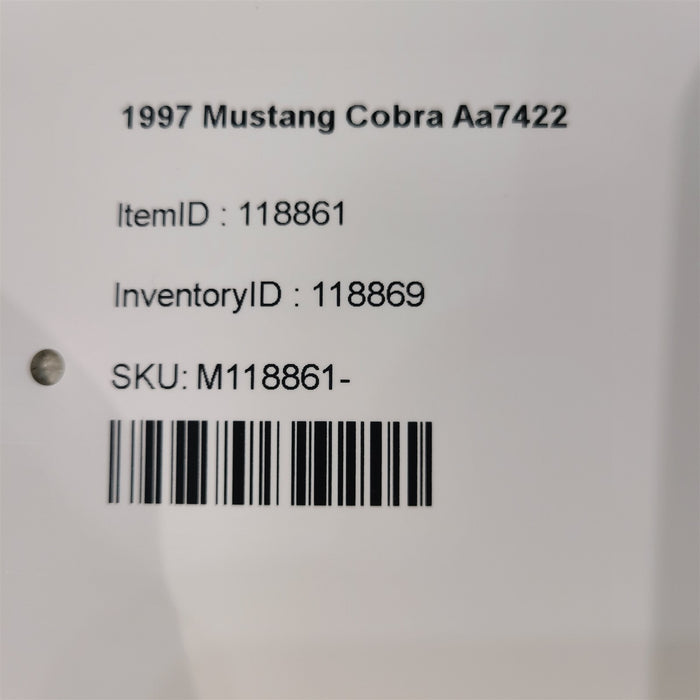 1997 Mustang Cobra Aa7422
ItemID : 118861
InventoryID : 118869
SKU: M118861-